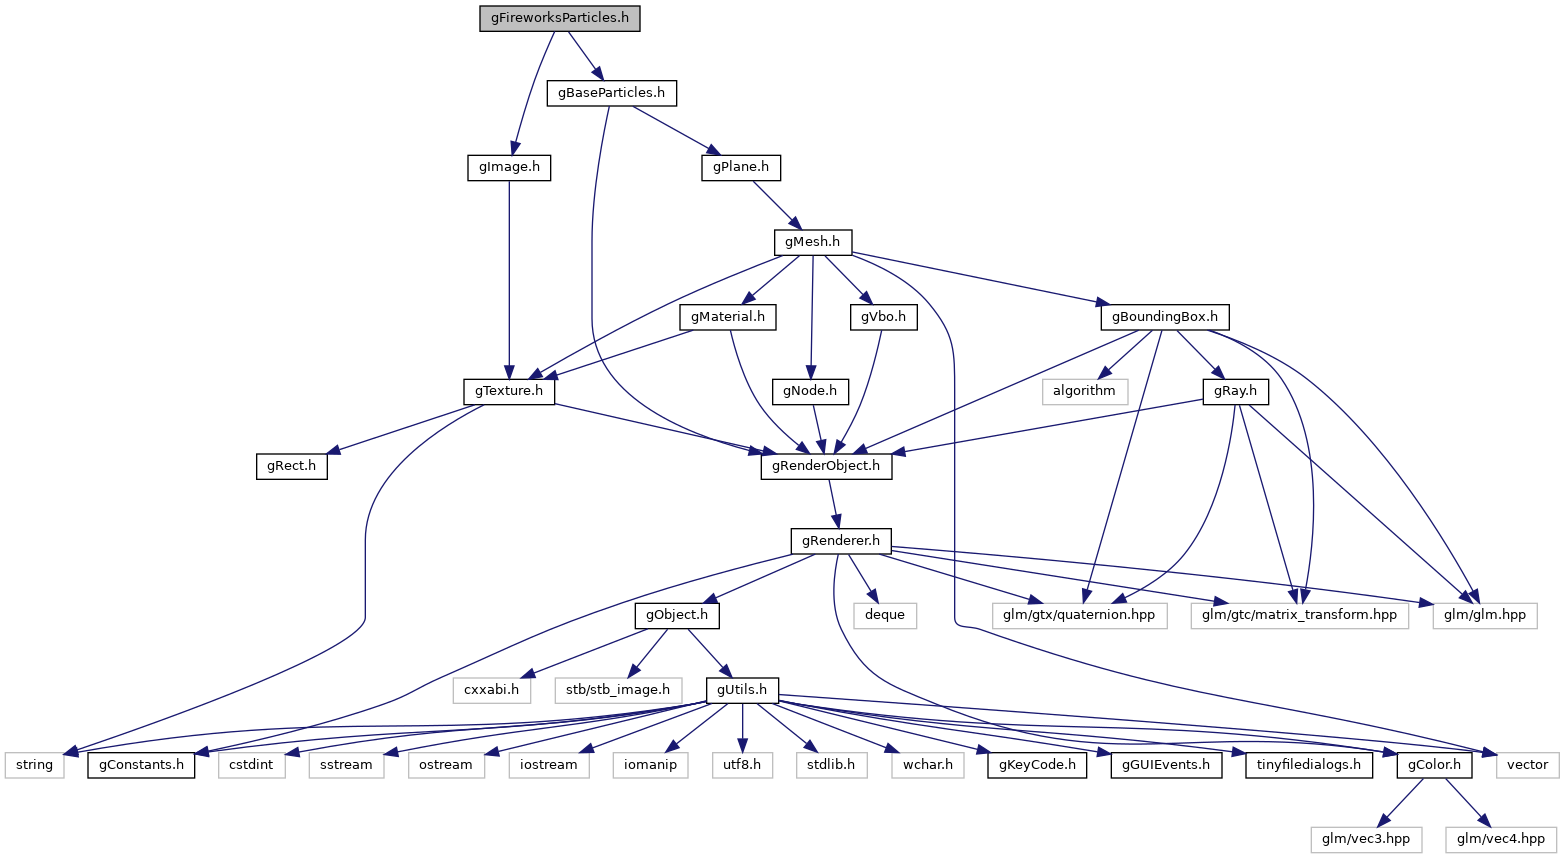 gFireworksParticles.h
gBaseParticles.h
gImage.h
gPlane.h
gMesh.h
gMaterial.h
gVbo.h
gBoundingBox.h
gTexture.h
gNode.h
algorithm
gRay.h
gRect.h
gRenderObject.h
gRenderer.h
gObject.h
deque
glm/gtx/quaternion.hpp
glm/gtc/matrix_transform.hpp
glm/glm.hpp
cxxabi.h
stb/stb_image.h
gUtils.h
string
gConstants.h
cstdint
sstream
ostream
iostream
iomanip
utf8.h
stdlib.h
wchar.h
gKeyCode.h
gGUIEvents.h
tinyfiledialogs.h
gColor.h
vector
glm/vec3.hpp
glm/vec4.hpp